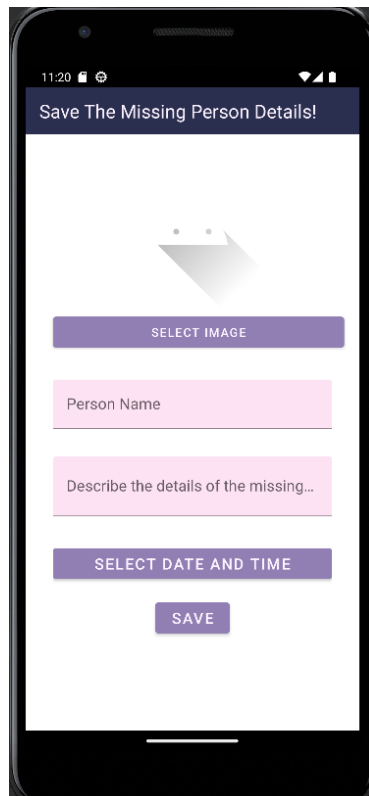 11:20
Save The Missing Person Details!
SELECT IMAGE
Person Name
Describe the details of the missing...
SELECT DATE AND TIME
SAVE